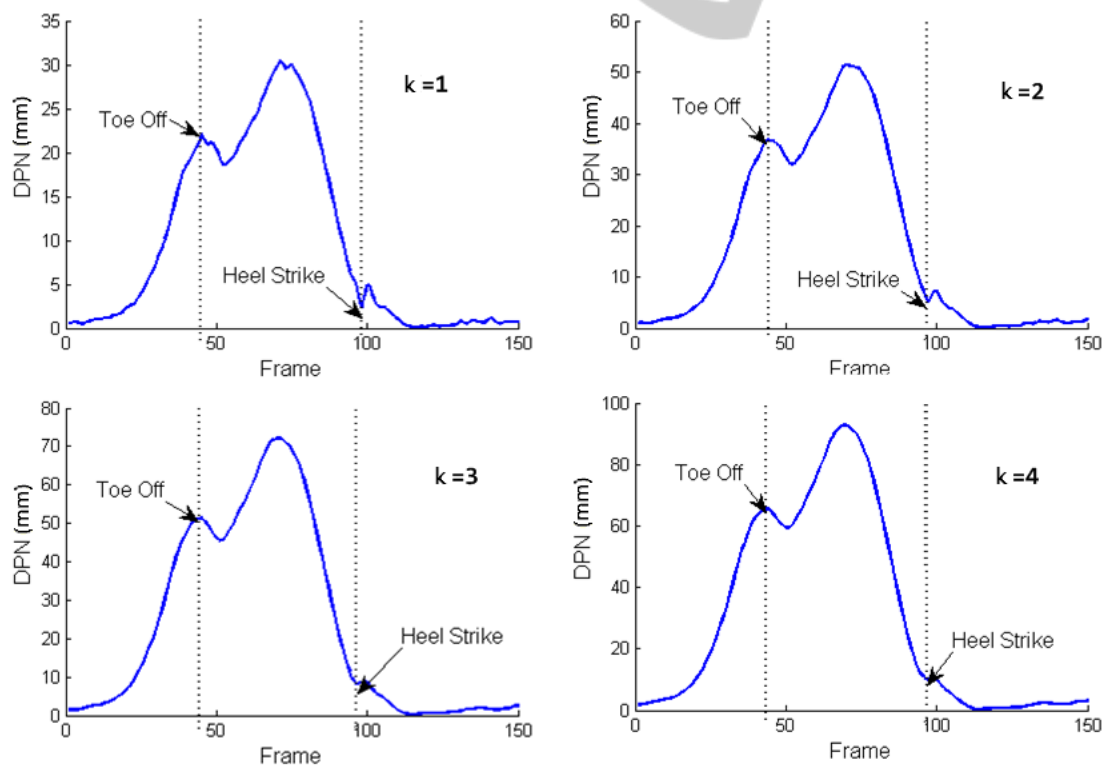 35
30
25
20
15
10
5
0
DPN (mm)
0 50 100 150
Frame
Toe Off
Heel Strike
k =1
60
50
40
30
20
10
0
DPN (mm)
0 50 100 150
Frame
Toe Off
Heel Strike
k =2
80
70
60
50
40
30
20
10
0
DPN (mm)
0 50 100 150
Frame
Toe Off
Heel Strike
k =3
100
80
60
40
20
0
DPN (mm)
0 50 100 150
Frame
Toe Off
Heel Strike
k =4